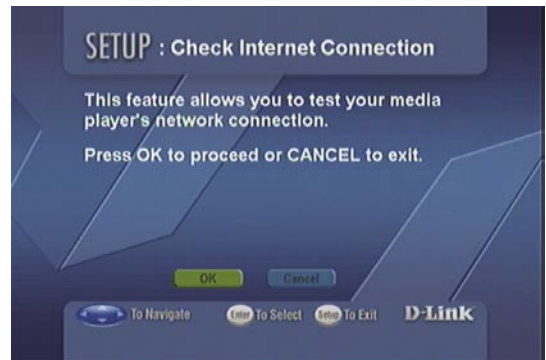 SETUP : Check Internet Connection
This feature allows you to test your media
player's network connection.
Press OK to proceed or CANCEL to exit.
OK Cancel
To Navigate Enter To Select Setup To Exit D-Link